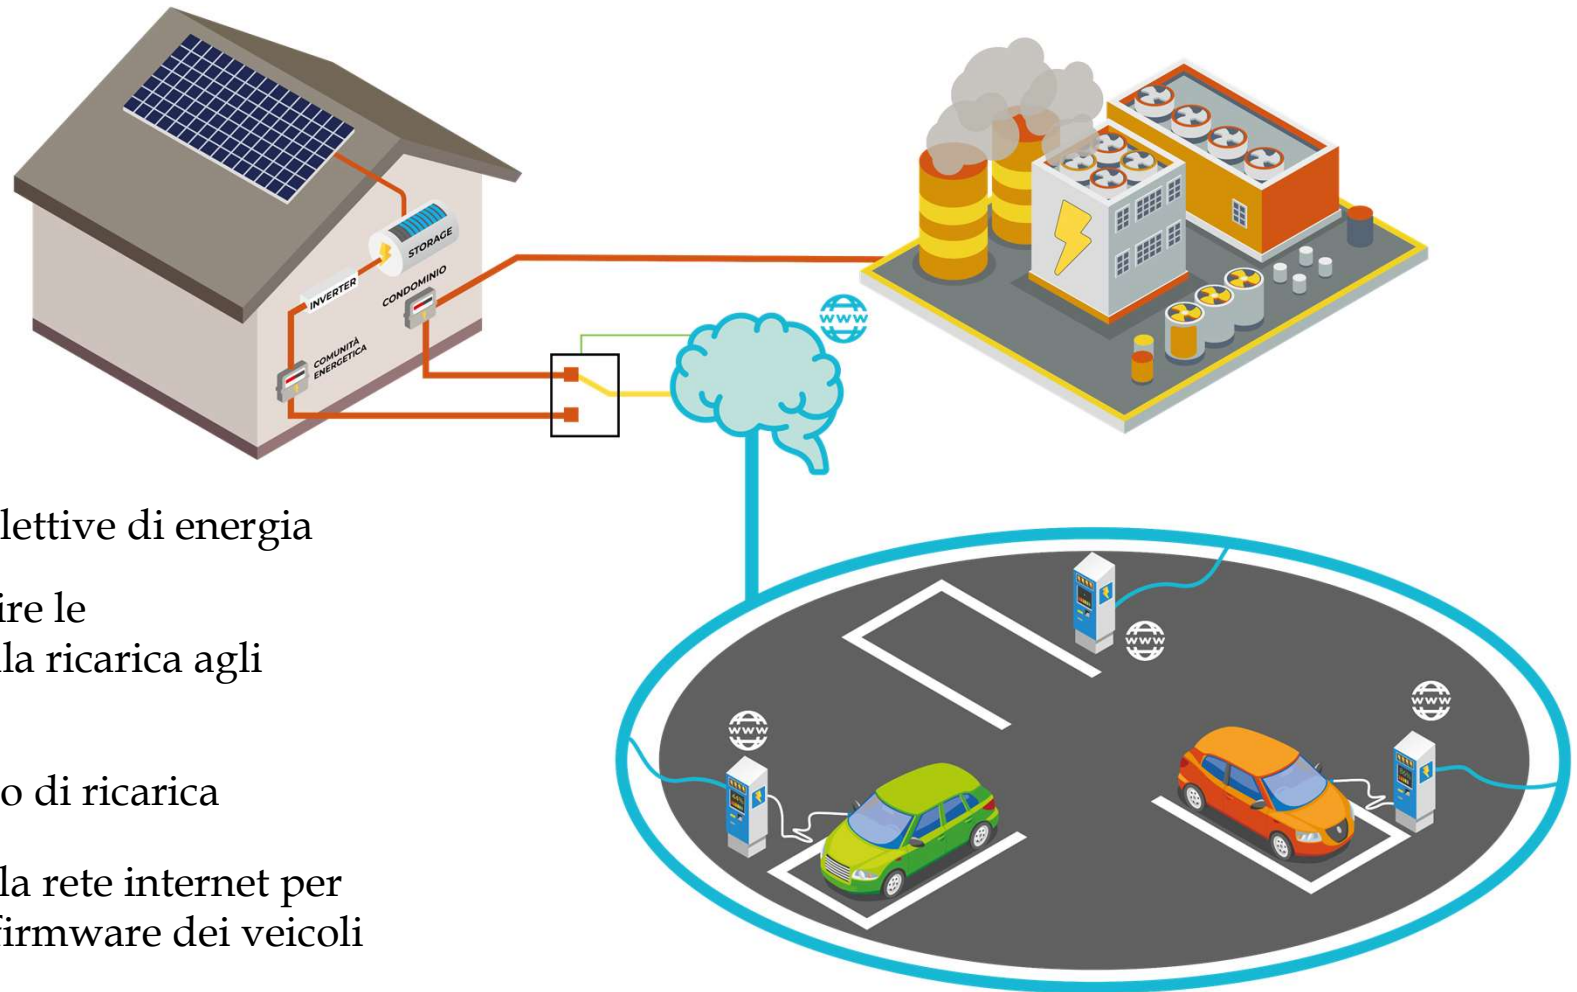 STORAGE
INVERTER
CONDOMINIO
COMUNITÀ
ENERGETICA
www
lettive di energia
ire le
lla ricarica agli
www
www
www
o di ricarica
la rete internet per
firmware dei veicoli